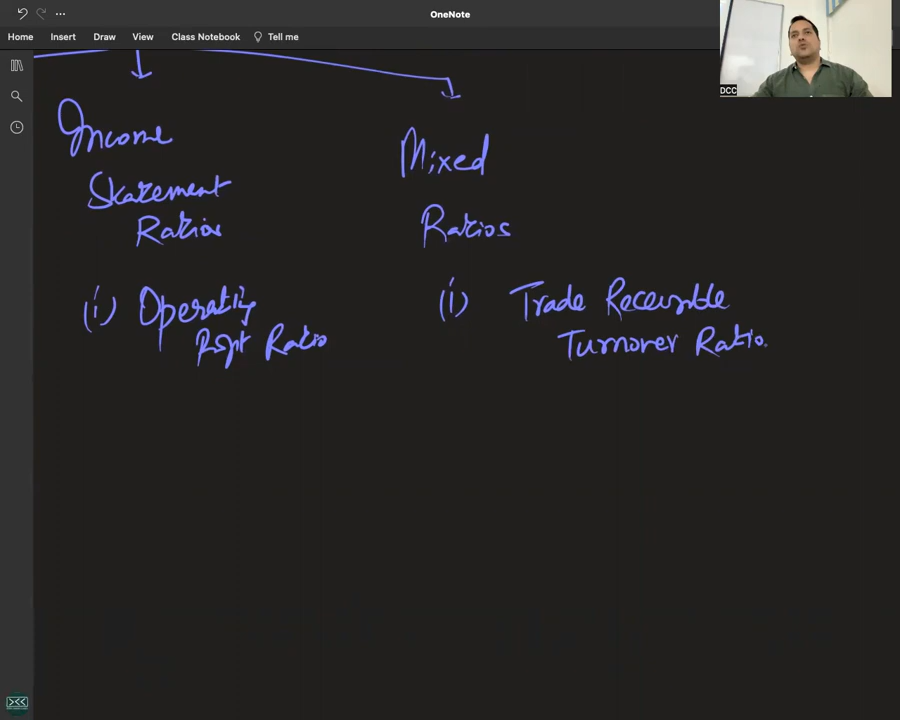 OneNote
Home Insert Draw View Class Notebook Tell me
DCC
Income
Statement
Ratios
(i) Operating
Profit Ratio
Mixed
Ratios
(i) Trade Receivable
Turnover Ratio.